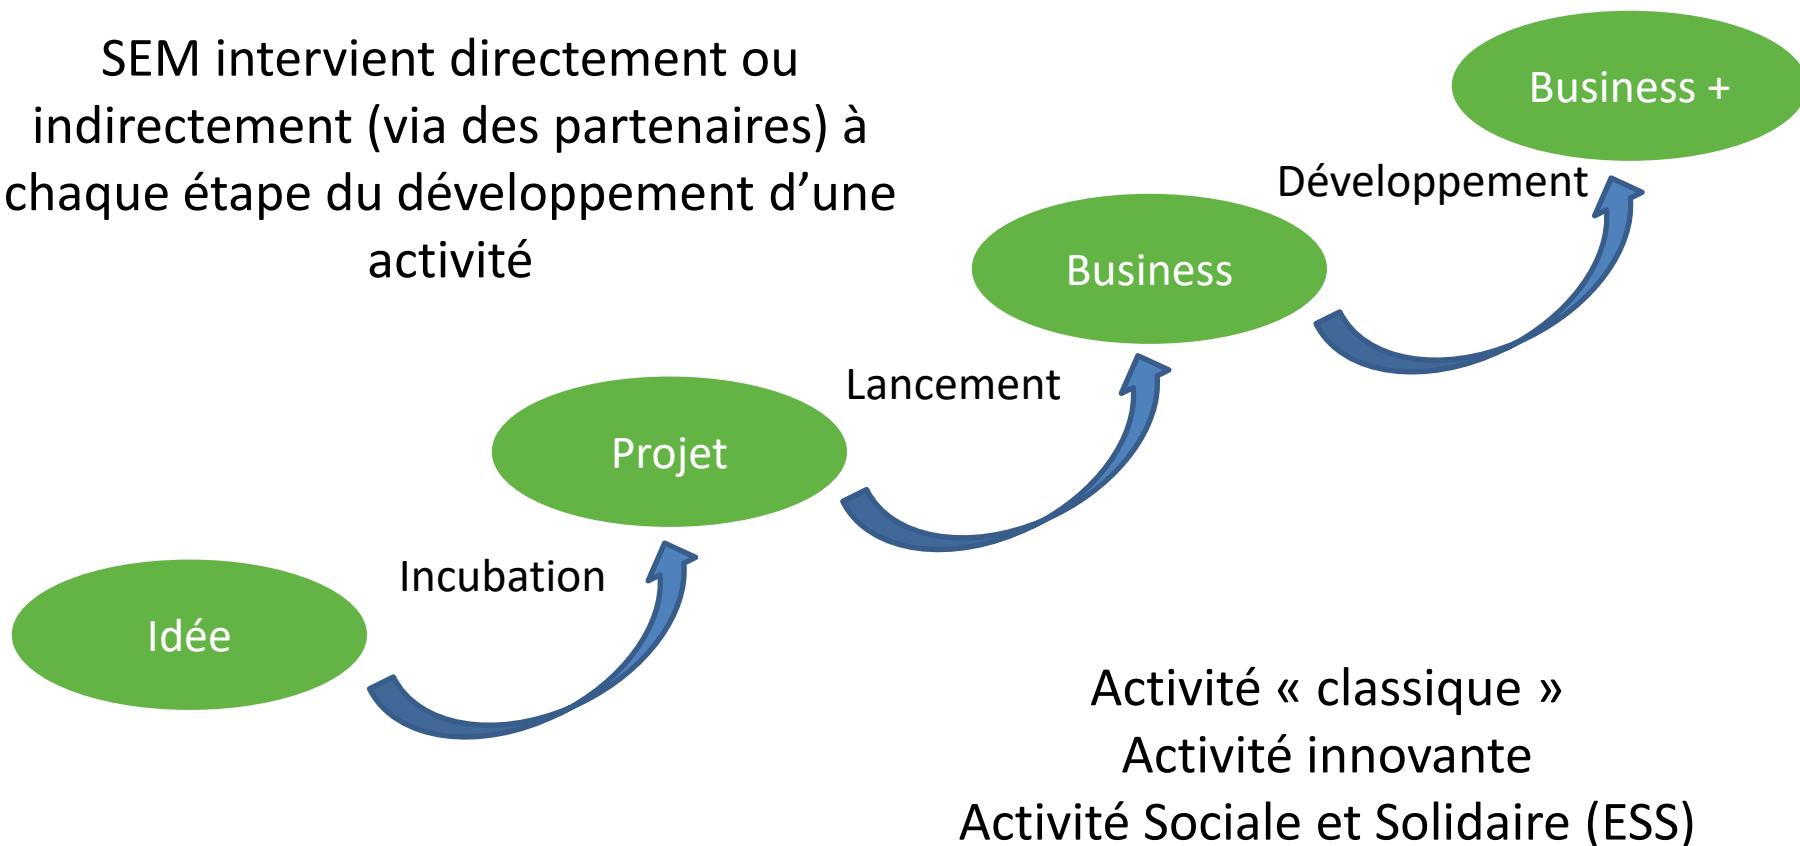 SEM intervient directement ou
indirectement (via des partenaires) à
chaque étape du développement d’une
activité
Business +
Développement
Business
Lancement
Projet
Incubation
Idée
Activité « classique »
Activité innovante
Activité Sociale et Solidaire (ESS)